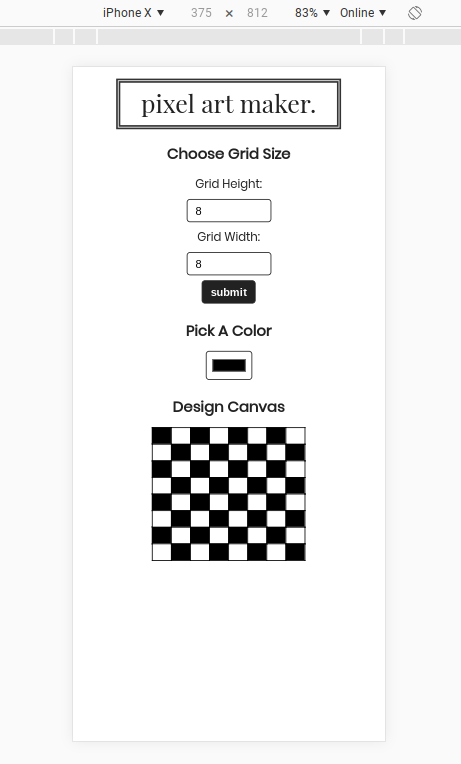 iPhone X ▼ 375 × 812 83% ▼ Online ▼
pixel art maker.
Choose Grid Size
Grid Height:
8
Grid Width:
8
submit
Pick A Color
Design Canvas